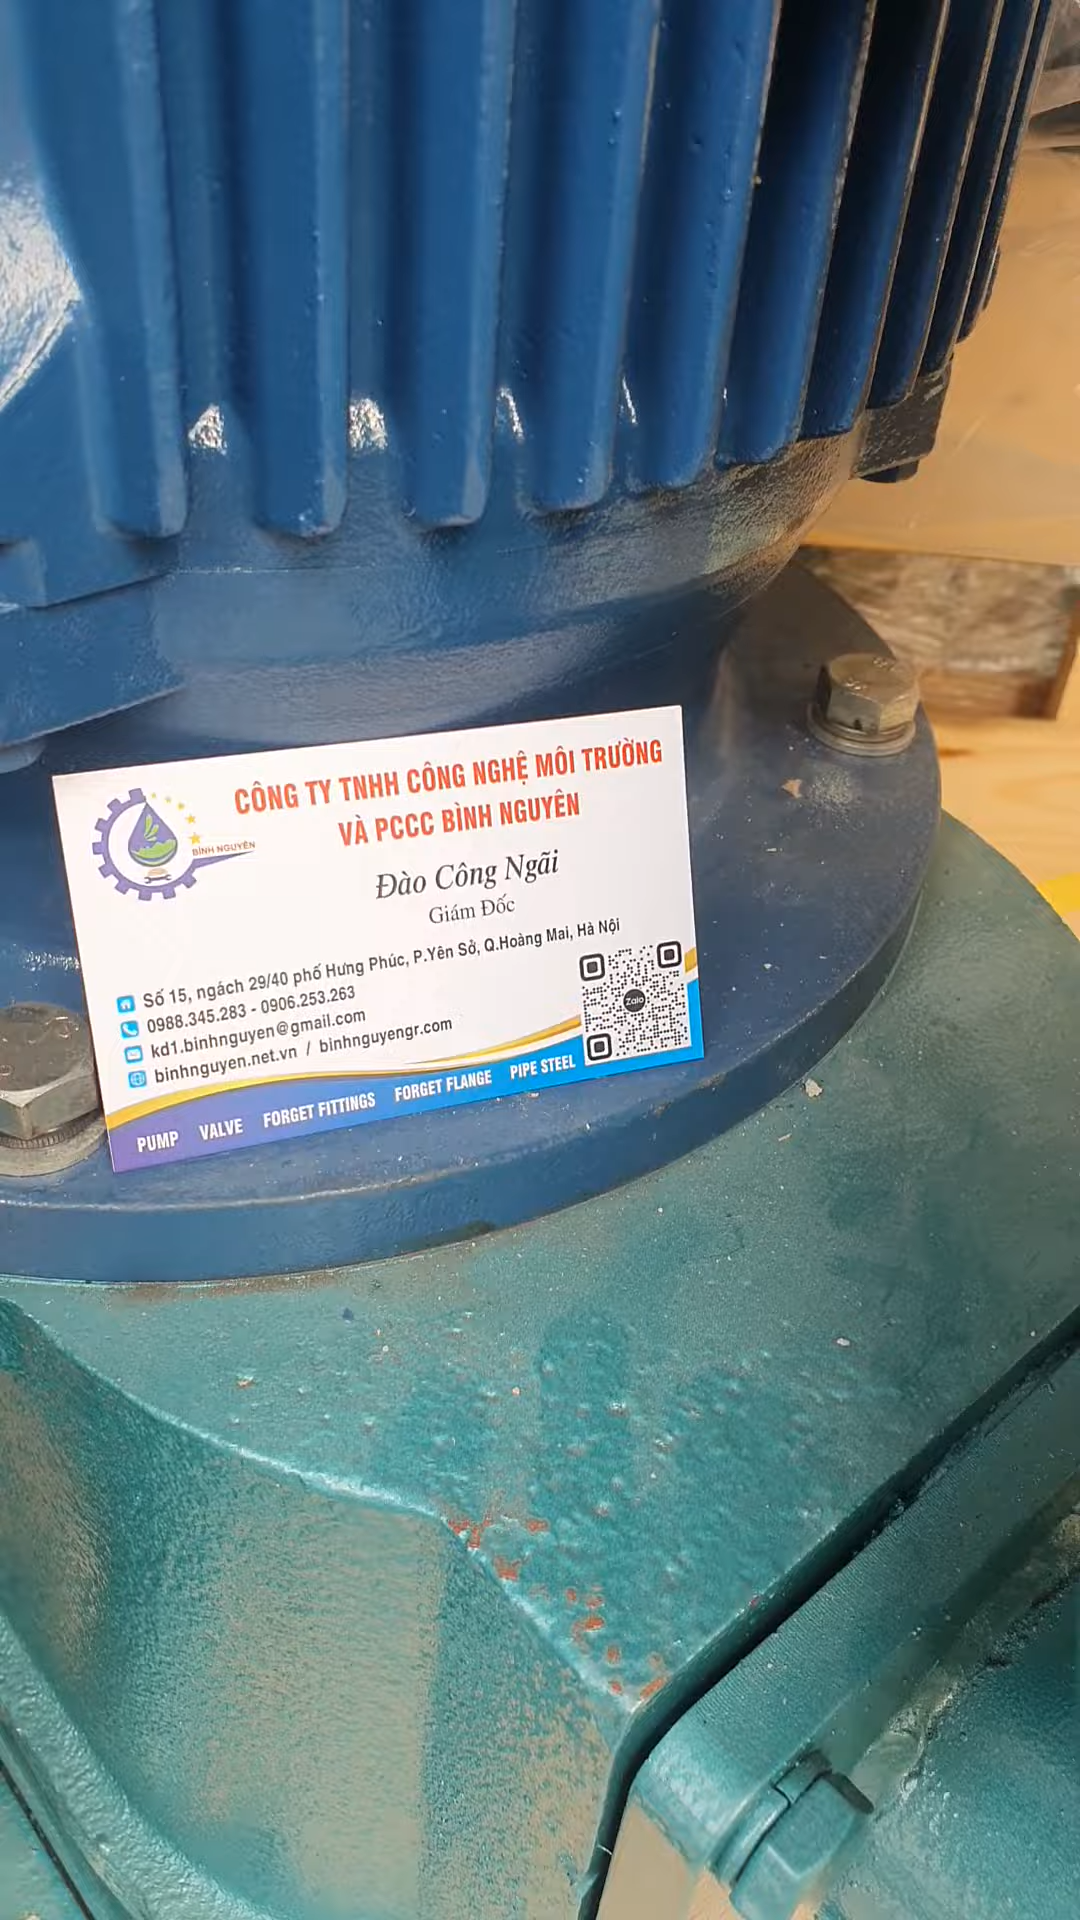 CÔNG TY TNHH CÔNG NGHỆ MÔI TRƯỜNG
VÀ PCCC BÌNH NGUYÊN
BÌNH NGUYÊN
Đào Công Ngãi
Giám Đốc
Số 15, ngách 29/40 phố Hưng Phúc, P.Yên Sở, Q.Hoàng Mai, Hà Nội
0988.345.283 - 0906.253.263
kd1.binhnguyen@gmail.com
binhnguyen.net.vn / binhnguyengr.com
Zalo
PUMP VALVE FORGET FITTINGS FORGET FLANGE PIPE STEEL